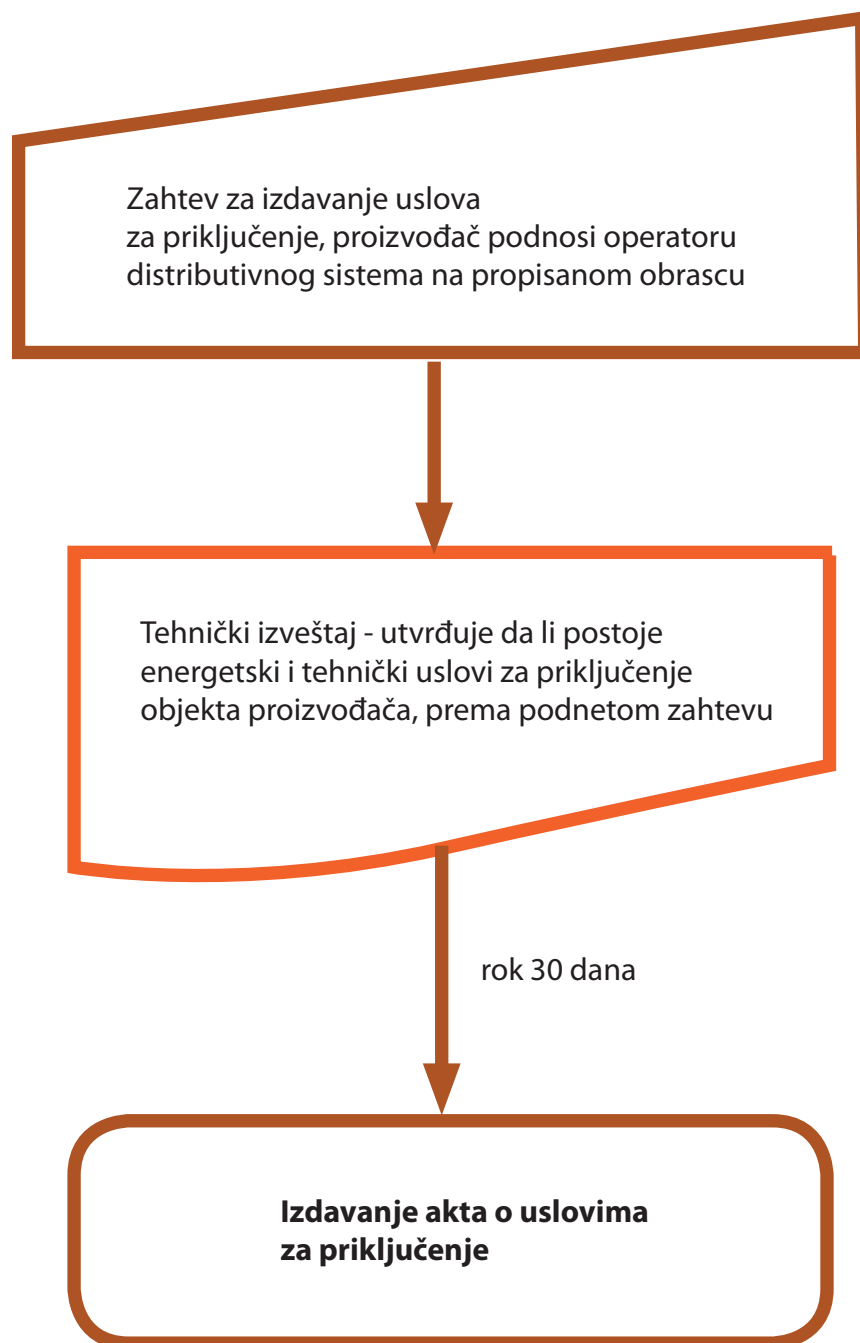 Zahtev za izdavanje uslova
za priključenje, proizvođač podnosi operatoru
distributivnog sistema na propisanom obrascu
Tehnički izveštaj - utvrđuje da li postoje
energetski i tehnički uslovi za priključenje
objekta proizvođača, prema podnetom zahtevu
rok 30 dana
Izdavanje akta o uslovima
za priključenje